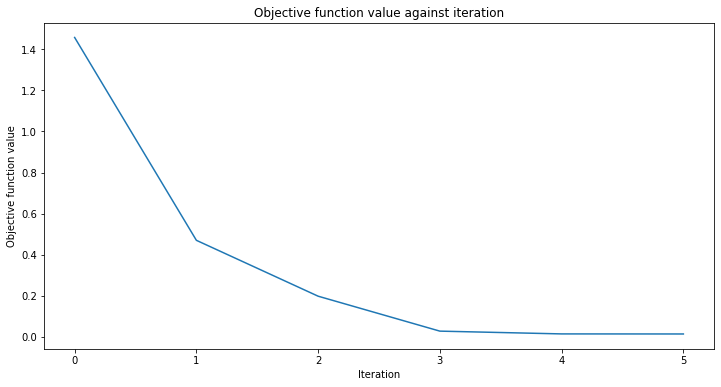 Objective function value against iteration
Objective function value
1.4
1.2
1.0
0.8
0.6
0.4
0.2
0.0
0 1 2 3 4 5
Iteration